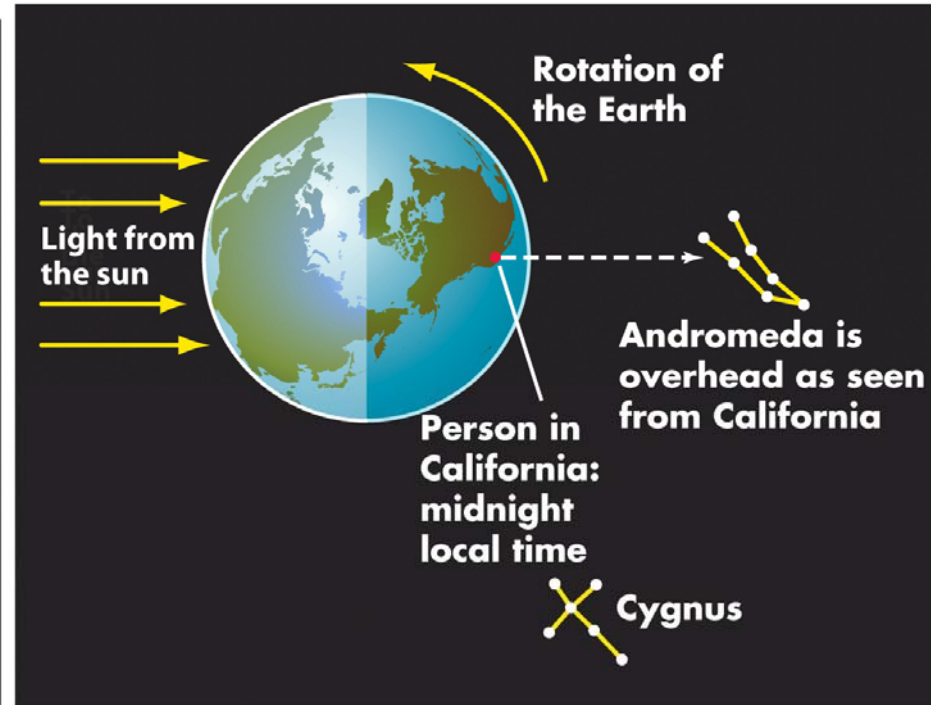 Rotation of
the Earth
Light from
the sun
Andromeda is
overhead as seen
from California
Person in
California:
midnight
local time
Cygnus